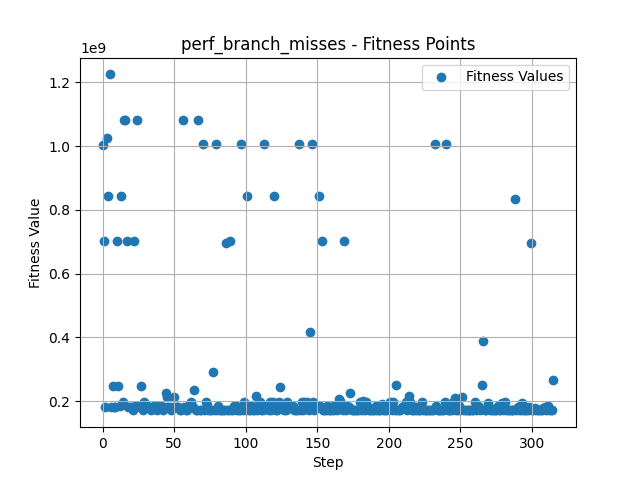 perf_branch_misses - Fitness Points
1e9
Fitness Values
1.2
1.0
0.8
0.6
0.4
0.2
Fitness Value
0 50 100 150 200 250 300
Step